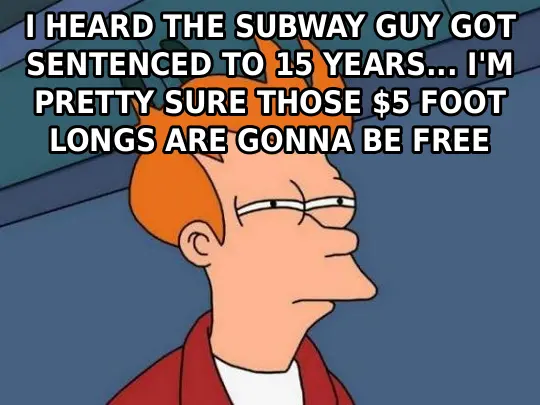 I HEARD THE SUBWAY GUY GOT
SENTENCED TO 15 YEARS... I'M
PRETTY SURE THOSE $5 FOOT
LONGS ARE GONNA BE FREE